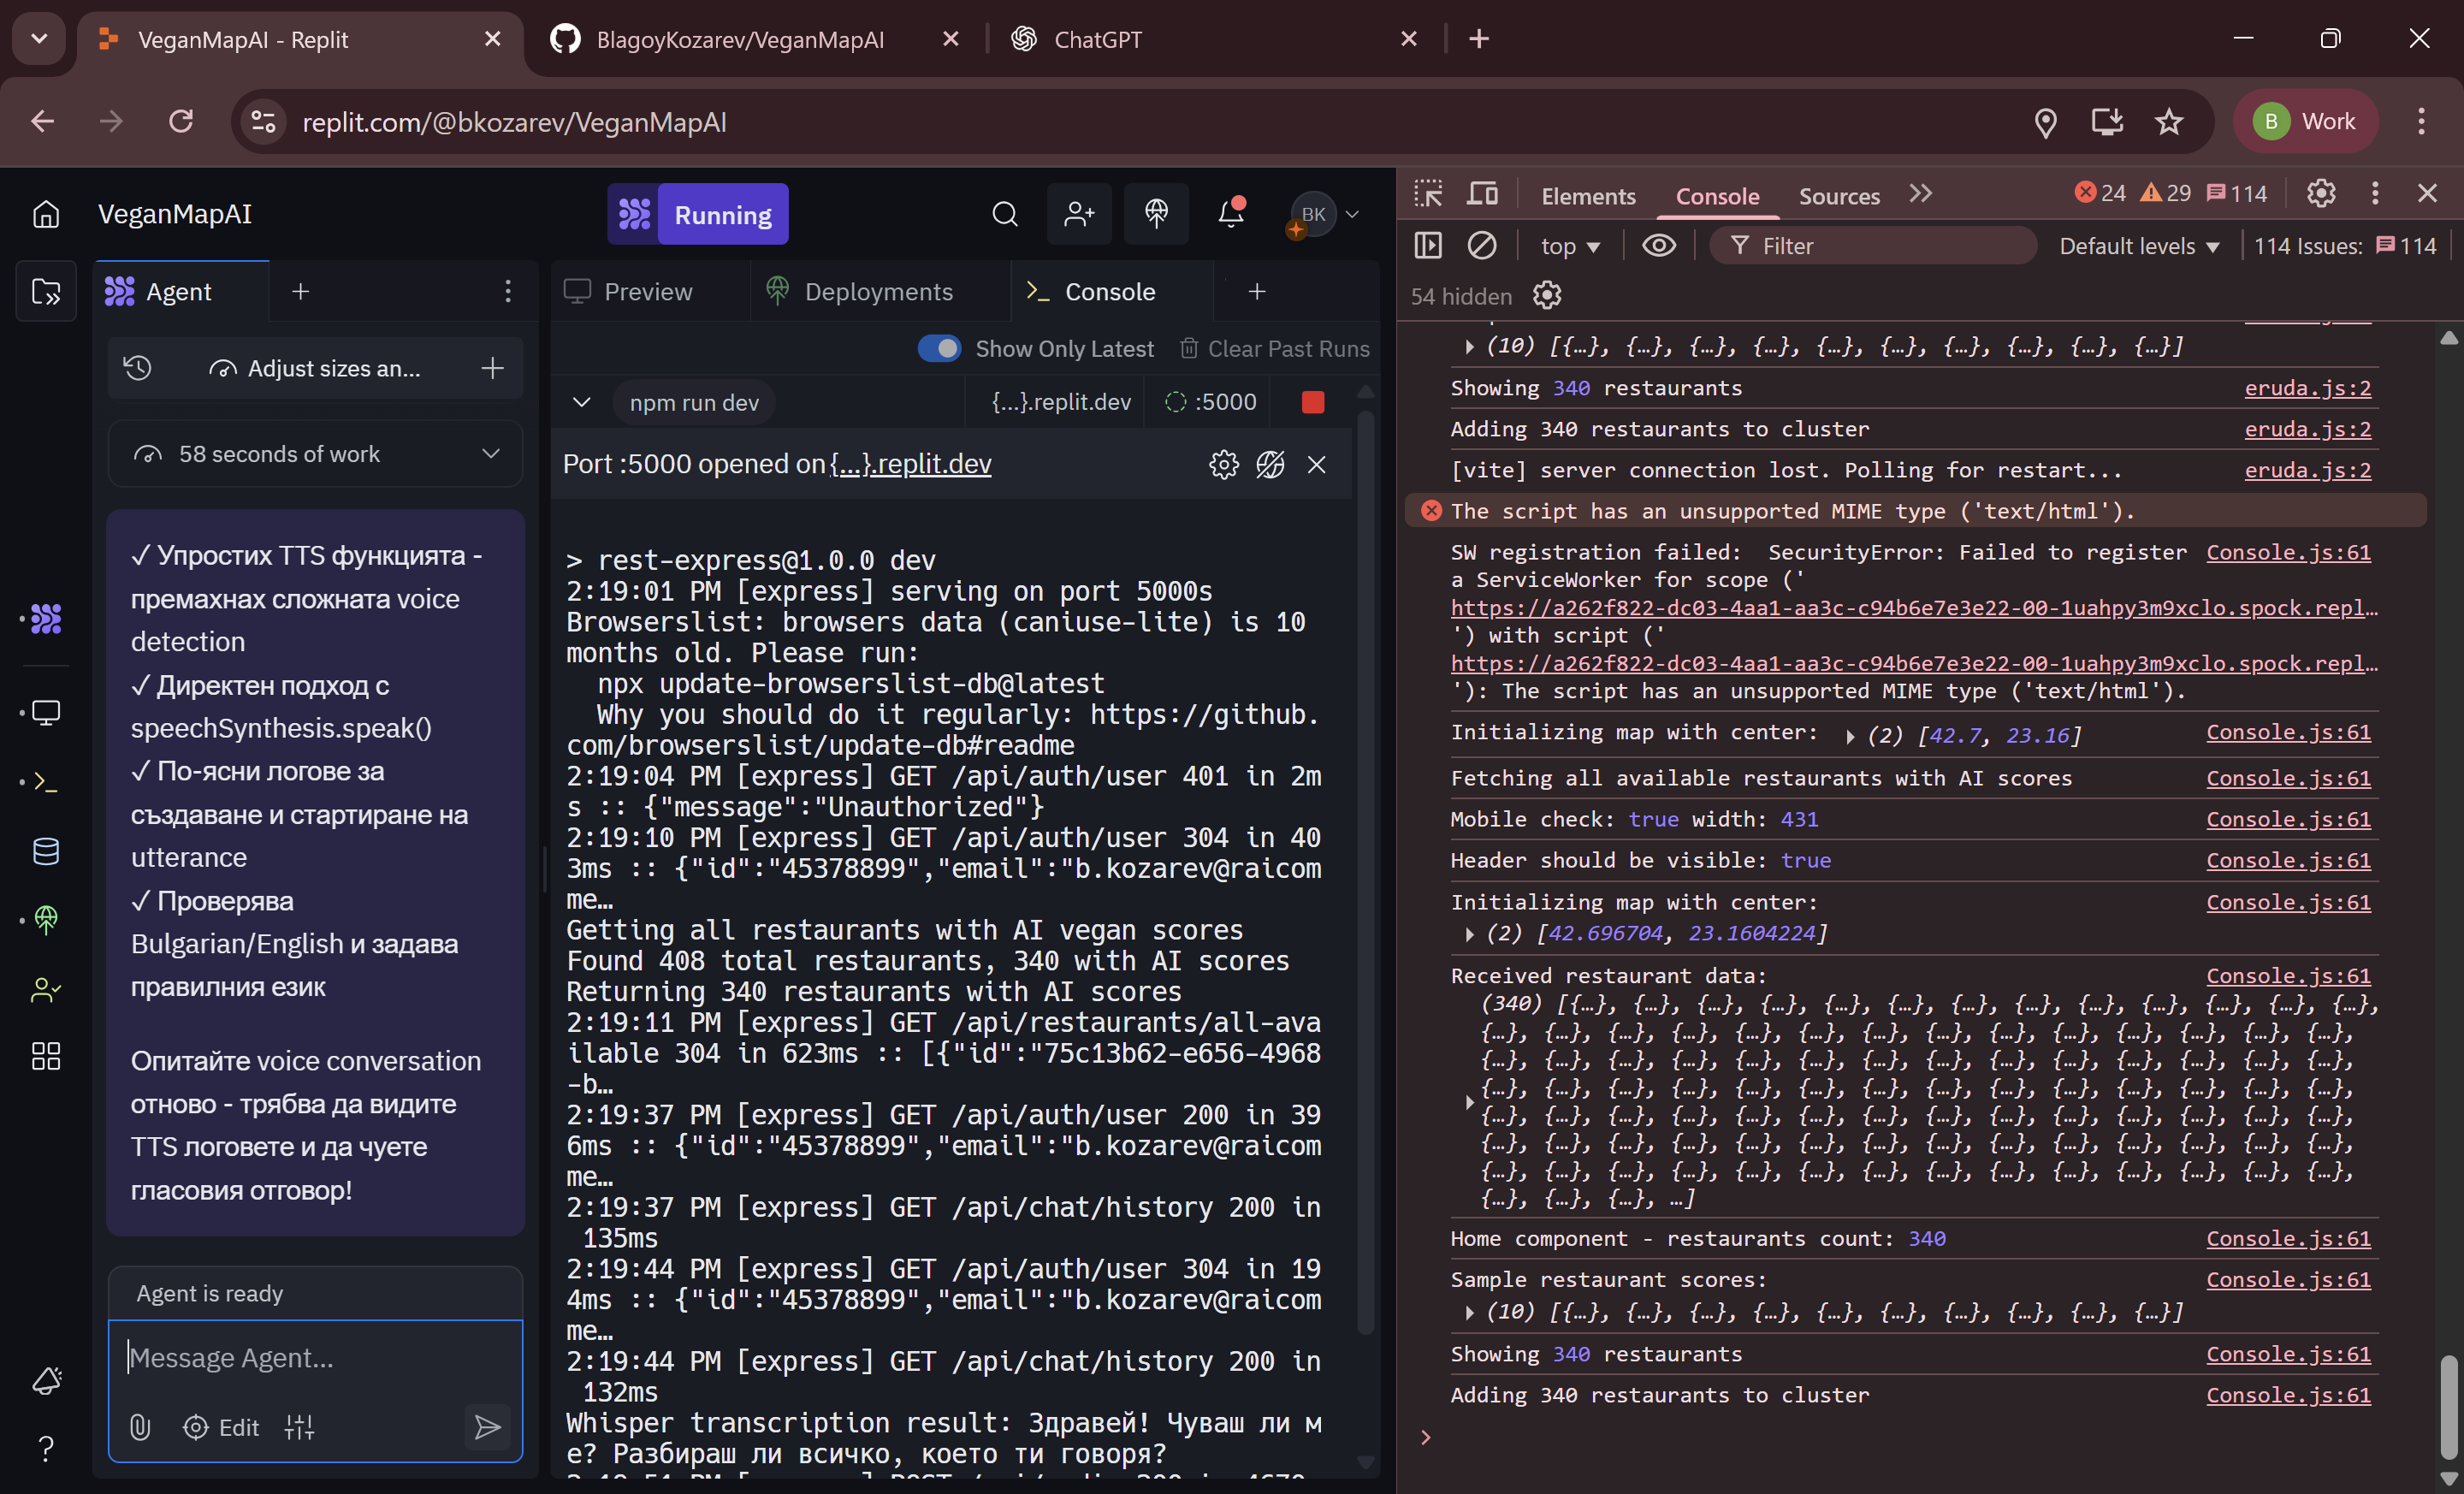 VeganMapAI - Replit
BlagoyKozarev/VeganMapAI
ChatGPT
replit.com/@bkozarev/VeganMapAI
B Work
VeganMapAI
Running
BK
Agent
Adjust sizes an...
58 seconds of work
✓ Упростих TTS функцията -
премахнах сложната voice
detection
✓ Директен подход с
speechSynthesis.speak()
✓ По-ясни логове за
създаване и стартиране на
utterance
✓ Проверява
Bulgarian/English и задава
правилния език
Опитайте voice conversation
отново - трябва да видите
TTS логовете и да чуете
гласовия отговор!
Agent is ready
Message Agent...
Edit
Preview
Deployments
Console
Show Only Latest
Clear Past Runs
npm run dev
{...}.replit.dev
:5000
Port :5000 opened on {...}.replit.dev
> rest-express@1.0.0 dev
2:19:01 PM [express] serving on port 5000s
Browserslist: browsers data (caniuse-lite) is 10
months old. Please run:
npx update-browserslist-db@latest
Why you should do it regularly: https://github.
com/browserslist/update-db#readme
2:19:04 PM [express] GET /api/auth/user 401 in 2m
s :: {"message":"Unauthorized"}
2:19:10 PM [express] GET /api/auth/user 304 in 40
3ms :: {"id":"45378899","email":"b.kozarev@raicom
me…
Getting all restaurants with AI vegan scores
Found 408 total restaurants, 340 with AI scores
Returning 340 restaurants with AI scores
2:19:11 PM [express] GET /api/restaurants/all-ava
ilable 304 in 623ms :: [{"id":"75c13b62-e656-4968
-b…
2:19:37 PM [express] GET /api/auth/user 200 in 39
6ms :: {"id":"45378899","email":"b.kozarev@raicom
me…
2:19:37 PM [express] GET /api/chat/history 200 in
135ms
2:19:44 PM [express] GET /api/auth/user 304 in 19
4ms :: {"id":"45378899","email":"b.kozarev@raicom
me…
2:19:44 PM [express] GET /api/chat/history 200 in
132ms
Whisper transcription result: Здравей! Чуваш ли м
е? Разбираш ли всичко, което ти говоря?
Elements
Console
Sources
24
29
114
top
Filter
Default levels
114 Issues:
114
54 hidden
(10) [{…}, {…}, {…}, {…}, {…}, {…}, {…}, {…}, {…}, {…}]
Showing 340 restaurants eruda.js:2
Adding 340 restaurants to cluster eruda.js:2
[vite] server connection lost. Polling for restart... eruda.js:2
The script has an unsupported MIME type ('text/html').
SW registration failed: SecurityError: Failed to register Console.js:61
a ServiceWorker for scope ('
https://a262f822-dc03-4aa1-aa3c-c94b6e7e3e22-00-1uahpy3m9xclo.spock.repl…
') with script ('
https://a262f822-dc03-4aa1-aa3c-c94b6e7e3e22-00-1uahpy3m9xclo.spock.repl…
'): The script has an unsupported MIME type ('text/html').
Initializing map with center: (2) [42.7, 23.16] Console.js:61
Fetching all available restaurants with AI scores Console.js:61
Mobile check: true width: 431 Console.js:61
Header should be visible: true Console.js:61
Initializing map with center: Console.js:61
(2) [42.696704, 23.1604224]
Received restaurant data: Console.js:61
(340) [{…}, {…}, {…}, {…}, {…}, {…}, {…}, {…}, {…}, {…}, {…}, {…}, {…},
{…}, {…}, {…}, {…}, {…}, {…}, {…}, {…}, {…}, {…}, {…}, {…}, {…}, {…},
{…}, {…}, {…}, {…}, {…}, {…}, {…}, {…}, {…}, {…}, {…}, {…}, {…}, {…},
{…}, {…}, {…}, {…}, {…}, {…}, {…}, {…}, {…}, {…}, {…}, {…}, {…}, {…},
{…}, {…}, {…}, {…}, {…}, {…}, {…}, {…}, {…}, {…}, {…}, {…}, {…}, {…},
{…}, {…}, {…}, {…}, {…}, {…}, {…}, {…}, {…}, {…}, {…}, {…}, {…}, {…},
{…}, {…}, {…}, {…}, {…}, {…}, {…}, {…}, {…}, {…}, {…}, {…}, {…}, {…},
{…}, {…}, {…}, …]
Home component - restaurants count: 340 Console.js:61
Sample restaurant scores: Console.js:61
(10) [{…}, {…}, {…}, {…}, {…}, {…}, {…}, {…}, {…}, {…}]
Showing 340 restaurants Console.js:61
Adding 340 restaurants to cluster Console.js:61